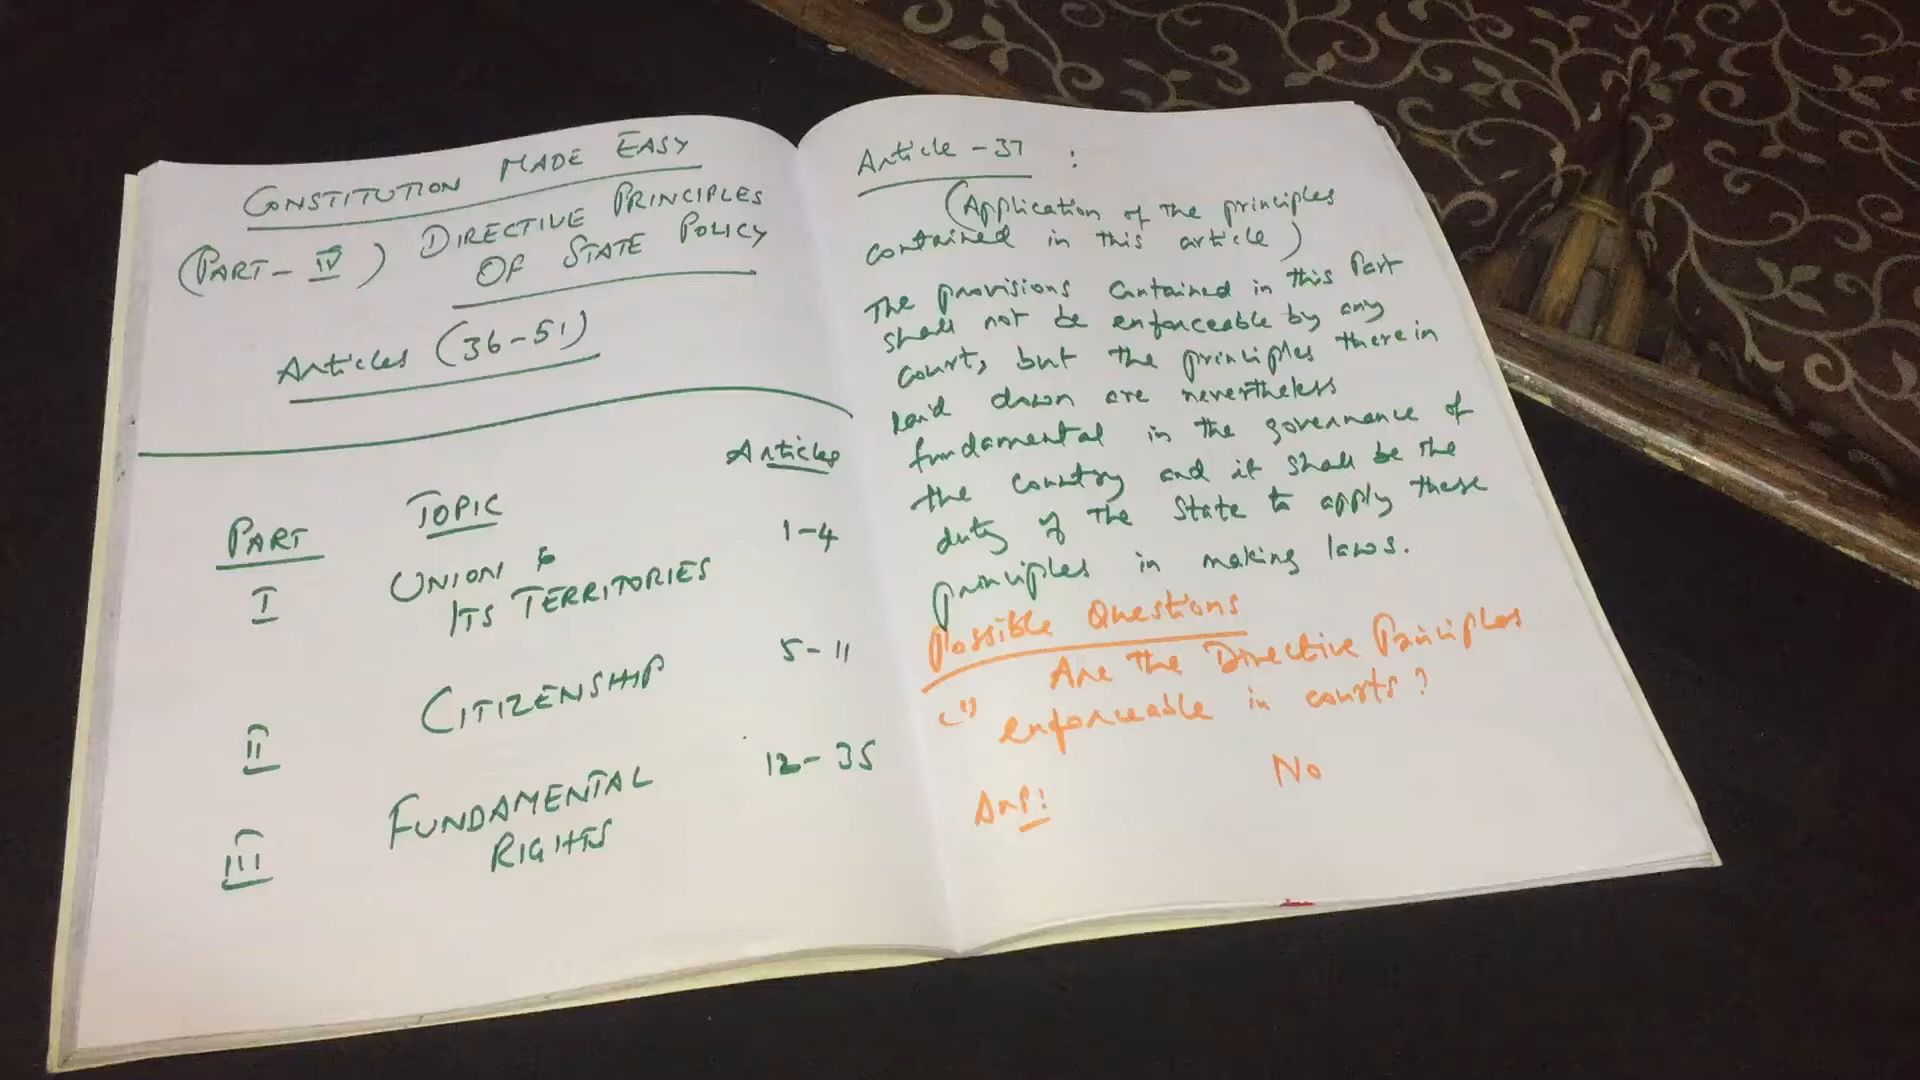 CONSTITUTION MADE EASY
(PART-IV) DIRECTIVE PRINCIPLES
OF STATE POLICY
Articles (36-51)
PART TOPIC Articles
I UNION & 1-4
ITS TERRITORIES
II CITIZENSHIP 5-11
III FUNDAMENTAL 12-35
RIGHTS
Article-37 :
(Application of the principles
contained in this article)
The provisions contained in this Part
shall not be enforceable by any
court, but the principles there in
laid down are nevertheless
fundamental in the governance of
the country and it shall be the
duty of the State to apply these
principles in making laws.
Possible Questions
(1) Are the Directive Principles
enforceable in courts?
Ans: No